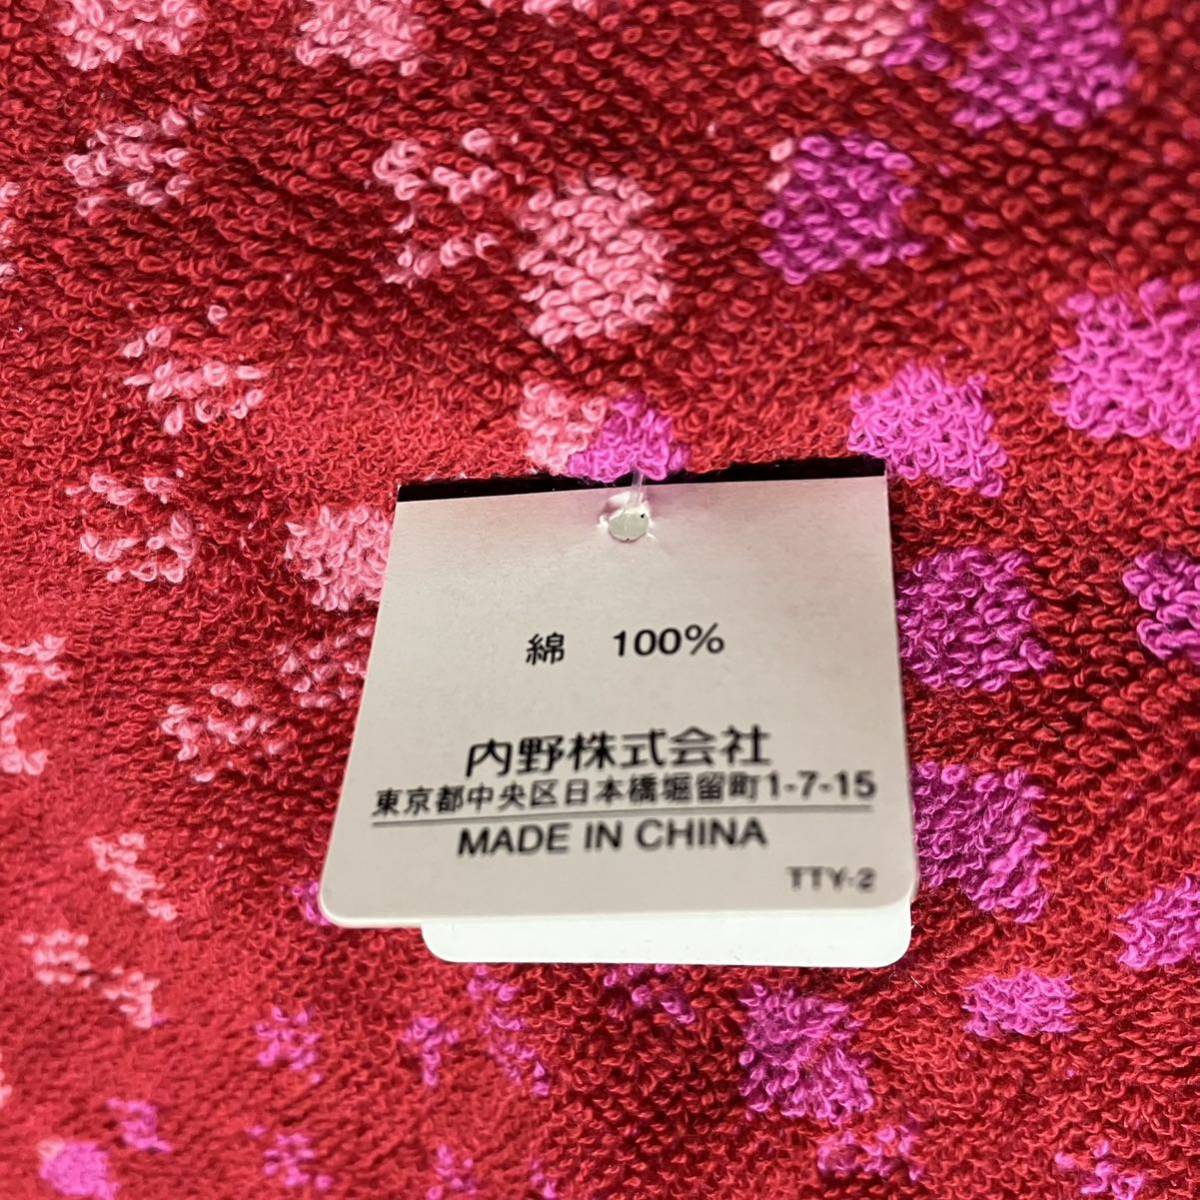 綿 100%
内野株式会社
東京都中央区日本橋堀留町1-7-15
MADE IN CHINA
TTY-2